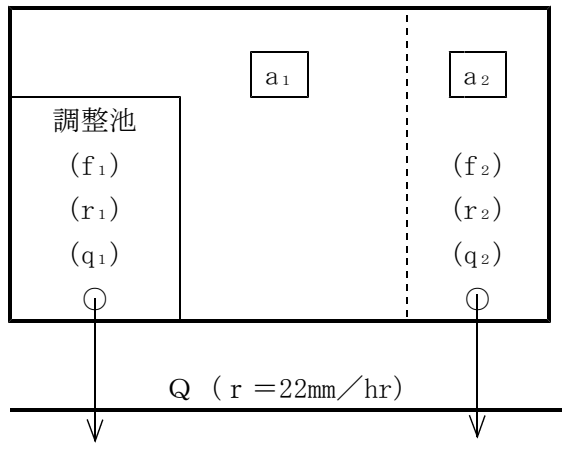 a₁
a₂
調整池
(f₁)
(r₁)
(q₁)
(f₂)
(r₂)
(q₂)
Q (r=22mm/hr)